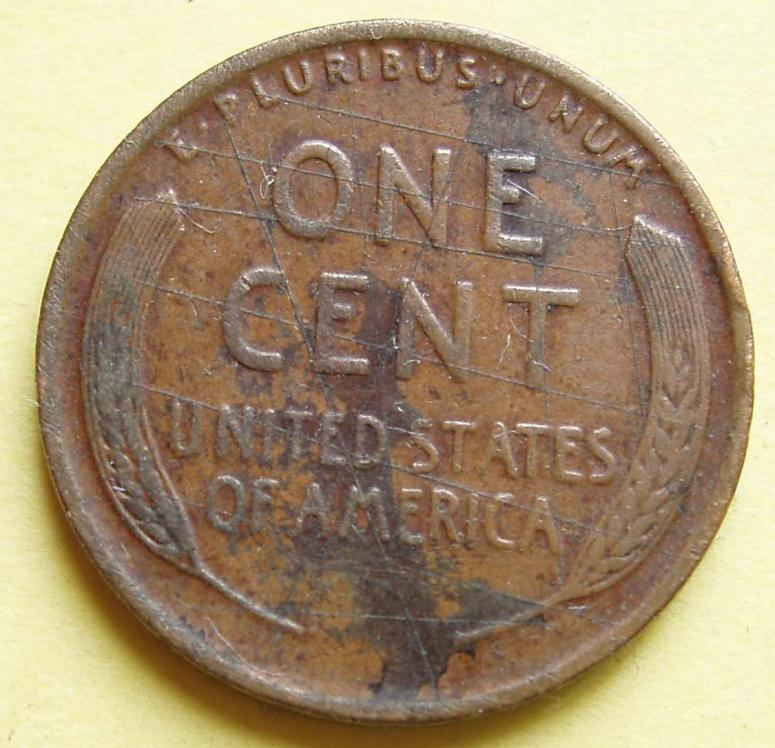 E·PLURIBUS·UNUM
ONE
CENT
UNITED STATES
OF AMERICA